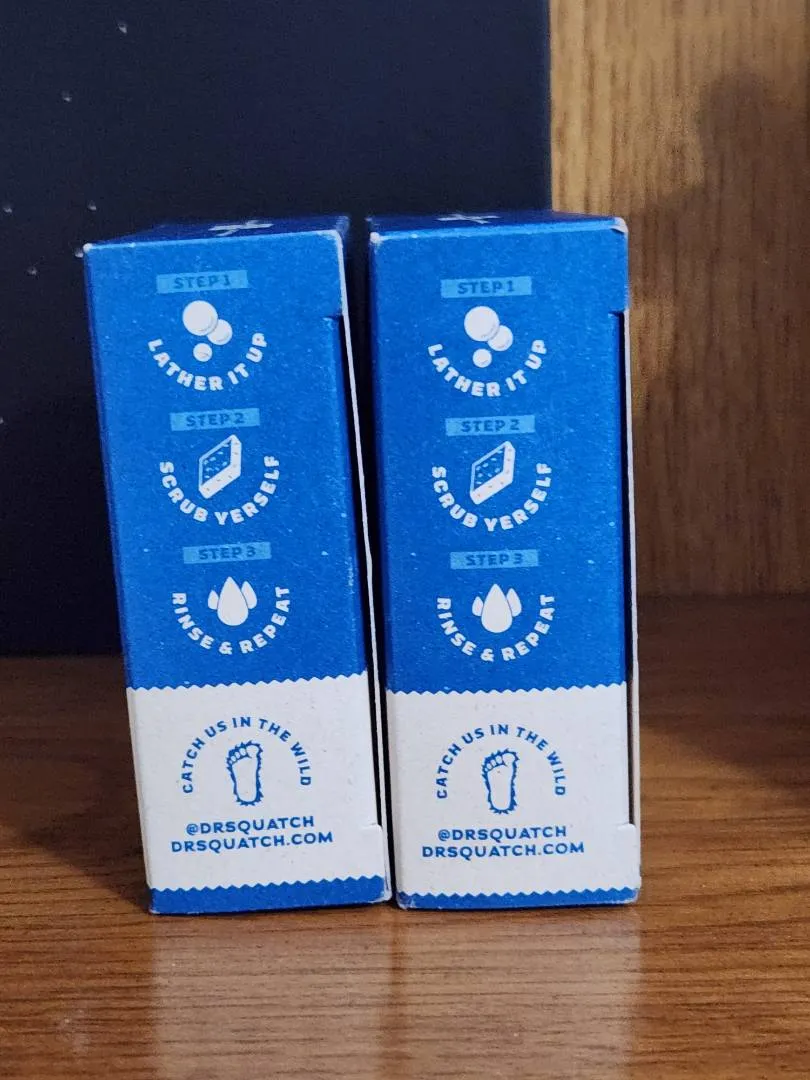 STEP 1
LATHER IT UP
STEP 2
SCRUB YERSELF
STEP 3
RINSE & REPEAT
CATCH US IN THE WILD
@DRSQUATCH
DRSQUATCH.COM
STEP 1
LATHER IT UP
STEP 2
SCRUB YERSELF
STEP 3
RINSE & REPEAT
CATCH US IN THE WILD
@DRSQUATCH
DRSQUATCH.COM